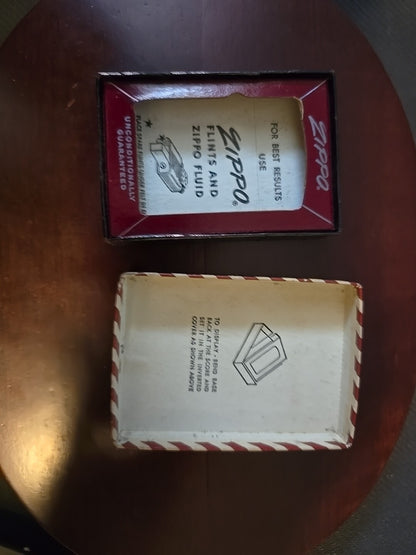 ZIPPO
FOR BEST RESULTS
USE
ZIPPO®
FLINTS AND
ZIPPO FLUID
UNCONDITIONALLY
GUARANTEED
TO DISPLAY - BEND BASE
BACK AT THE SCORE AND
SET IT IN THE INVERTED
COVER AS SHOWN ABOVE